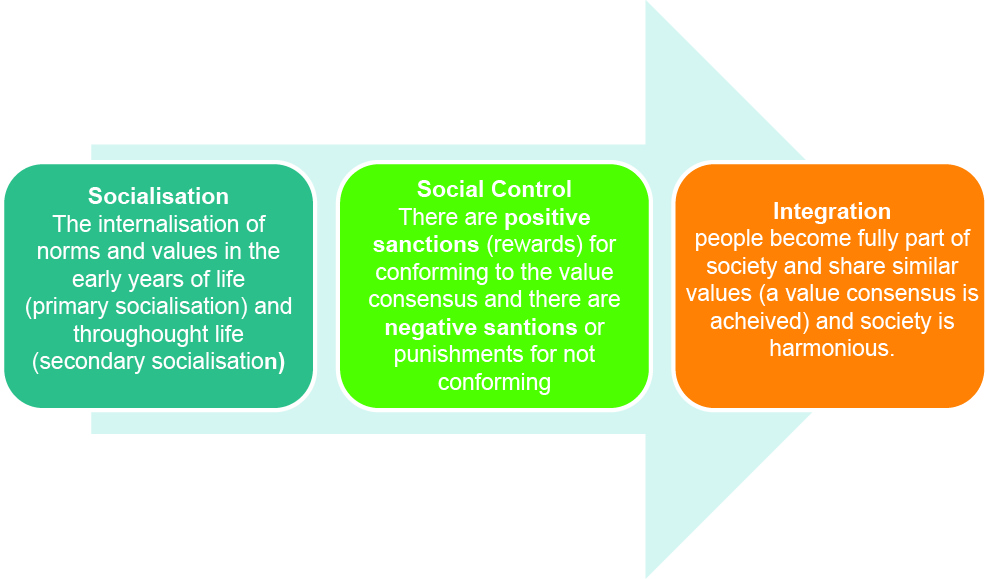 Socialisation
The internalisation of
norms and values in the
early years of life
(primary socialisation) and
throughought life
(secondary socialisation)
Social Control
There are positive
sanctions (rewards) for
conforming to the value
consensus and there are
negative santions or
punishments for not
conforming
Integration
people become fully part of
society and share similar
values (a value consensus is
acheived) and society is
harmonious.